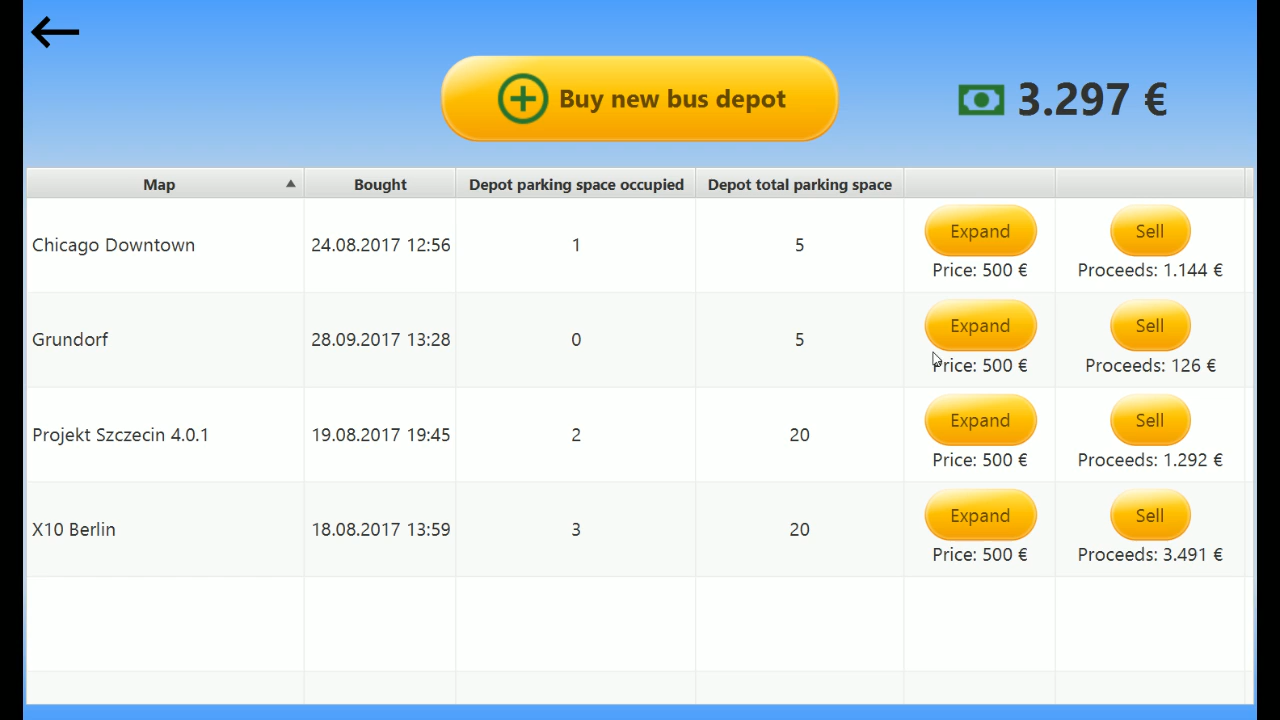 Buy new bus depot
3.297 €
Map Bought Depot parking space occupied Depot total parking space
Chicago Downtown 24.08.2017 12:56 1 5 Expand Sell
Price: 500 € Proceeds: 1.144 €
Grundorf 28.09.2017 13:28 0 5 Expand Sell
Price: 500 € Proceeds: 126 €
Projekt Szczecin 4.0.1 19.08.2017 19:45 2 20 Expand Sell
Price: 500 € Proceeds: 1.292 €
X10 Berlin 18.08.2017 13:59 3 20 Expand Sell
Price: 500 € Proceeds: 3.491 €